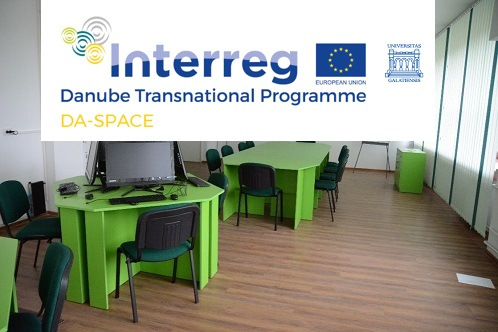 Interreg
EUROPEAN UNION
UNIVERSITAS
GALATIENSIS
Danube Transnational Programme
DA-SPACE